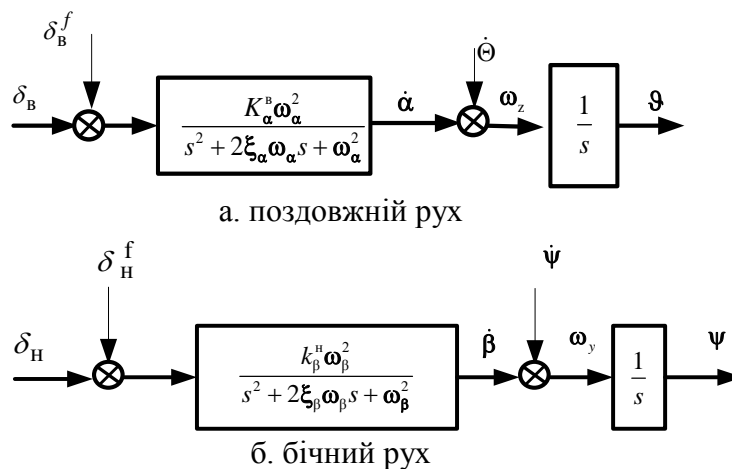 δ_в^f
Θ̇
δ_в
K_α^в ω_α^2
s^2 + 2ξ_α ω_α s + ω_α^2
α̇
ω_z
1
s
ϑ
а. поздовжній рух
δ_н^f
ψ̇
δ_н
k_β^н ω_β^2
s^2 + 2ξ_β ω_β s + ω_β^2
β̇
ω_y
1
s
ψ
б. бічний рух